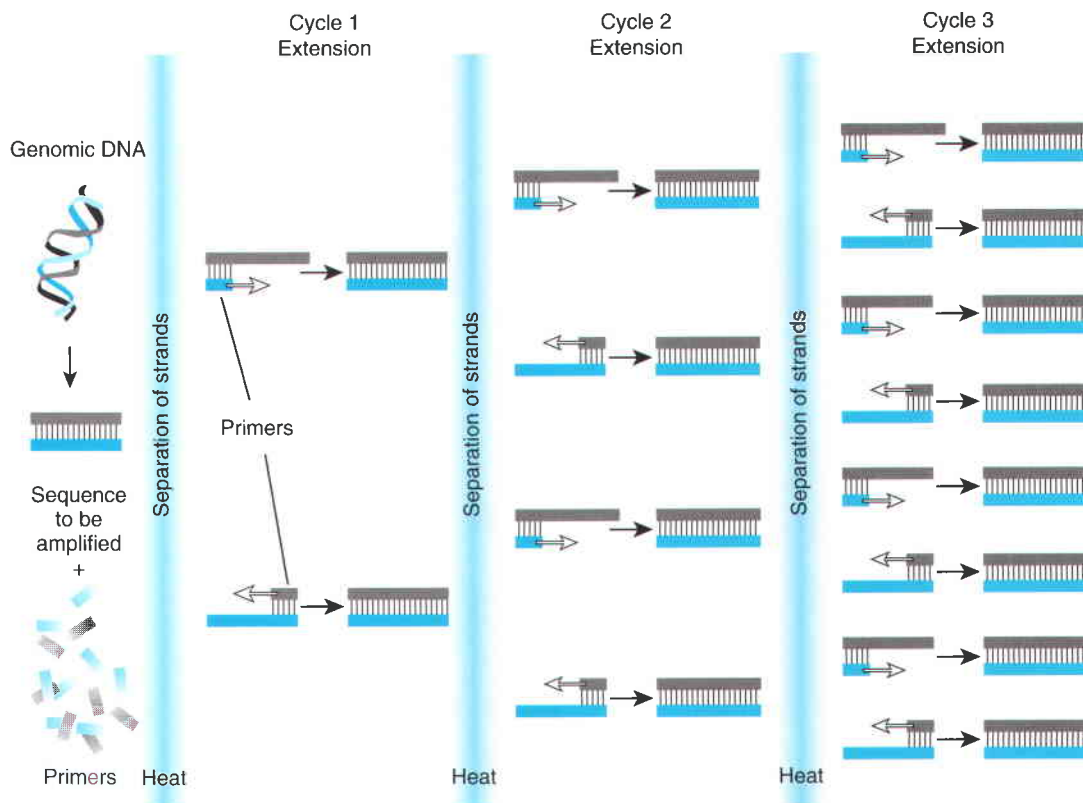 Cycle 1
Extension
Cycle 2
Extension
Cycle 3
Extension
Genomic DNA
Separation of strands
Separation of strands
Separation of strands
Primers
Sequence
to be
amplified
+
Primers
Heat
Heat
Heat